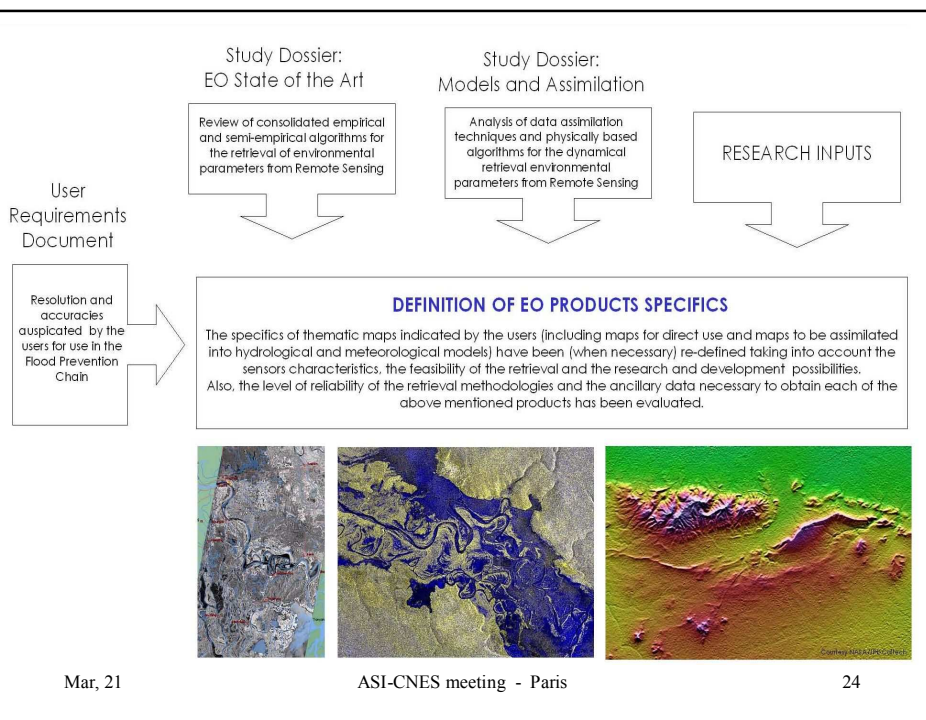 Study Dossier:
EO State of the Art
Review of consolidated empirical
and semi-empirical algorithms for
the retrieval of environmental
parameters from Remote Sensing
Study Dossier:
Models and Assimilation
Analysis of data assimilation
techniques and physically based
algorithms for the dynamical
retrieval environmental
parameters from Remote Sensing
RESEARCH INPUTS
User
Requirements
Document
Resolution and
accuracies
auspicated by the
users for use in the
Flood Prevention
Chain
DEFINITION OF EO PRODUCTS SPECIFICS
The specifics of thematic maps indicated by the users (including maps for direct use and maps to be assimilated
into hydrological and meteorological models) have been (when necessary) re-defined taking into account the
sensors characteristics, the feasibility of the retrieval and the research and development possibilities.
Also, the level of reliability of the retrieval methodologies and the ancillary data necessary to obtain each of the
above mentioned products has been evaluated.
Courtesy NASA/JPL-Caltech
Mar, 21
ASI-CNES meeting - Paris
24